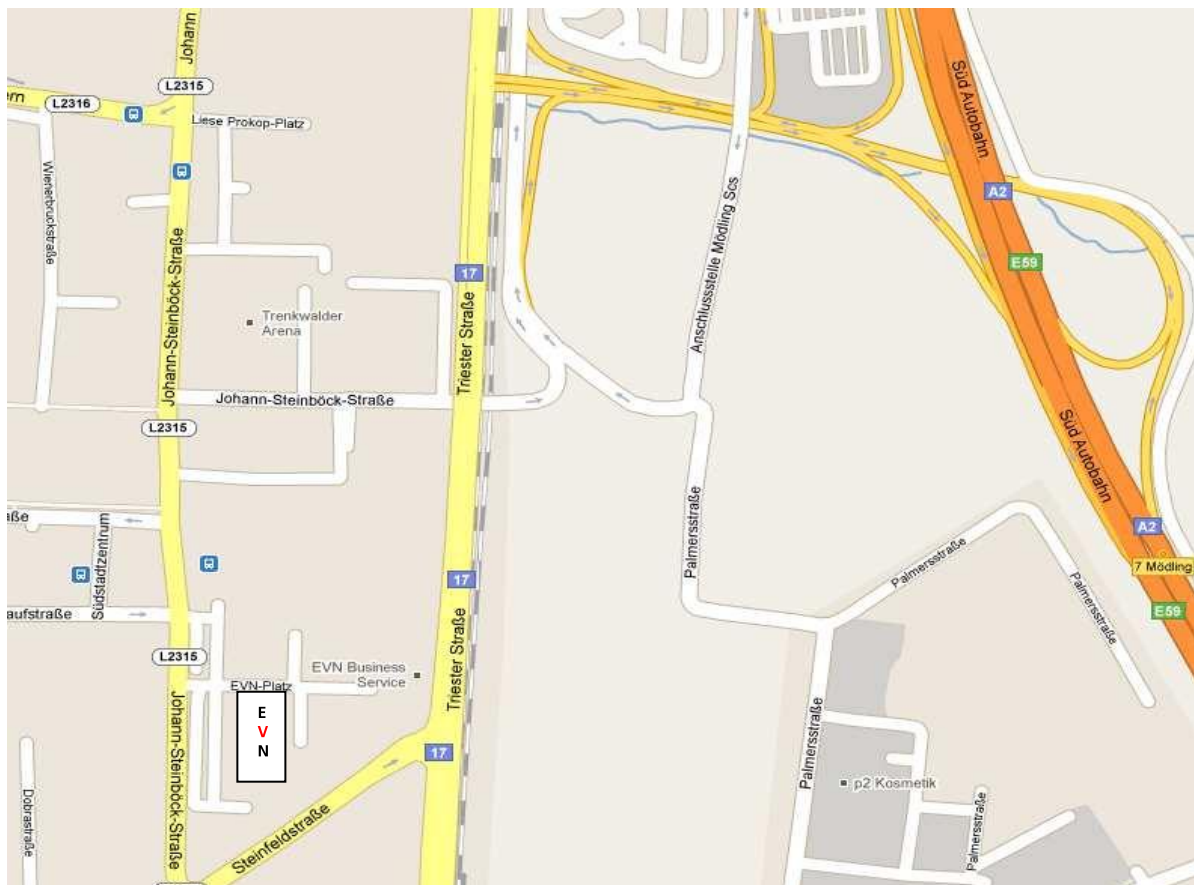 Johann
L2315
L2316
ern
Liese Prokop-Platz
Wienerbruckstraße
Johann-Steinböck-Straße
Süd Autobahn
A2
E59
Anschlussstelle Mödling Scs
17
Triester Straße
Trenkwalder
Arena
Johann-Steinböck-Straße
L2315
Süd Autobahn
aße
Südstadtzentrum
Palmersstraße
Palmersstraße
Palmersstraße
A2
7 Mödling
E59
17
aufstraße
L2315
Triester Straße
EVN Business
Service
EVN-Platz
E
V
N
Johann-Steinböck-Straße
17
Palmersstraße
p2 Kosmetik
Palmersstraße
Dobrastraße
Steinfeldstraße